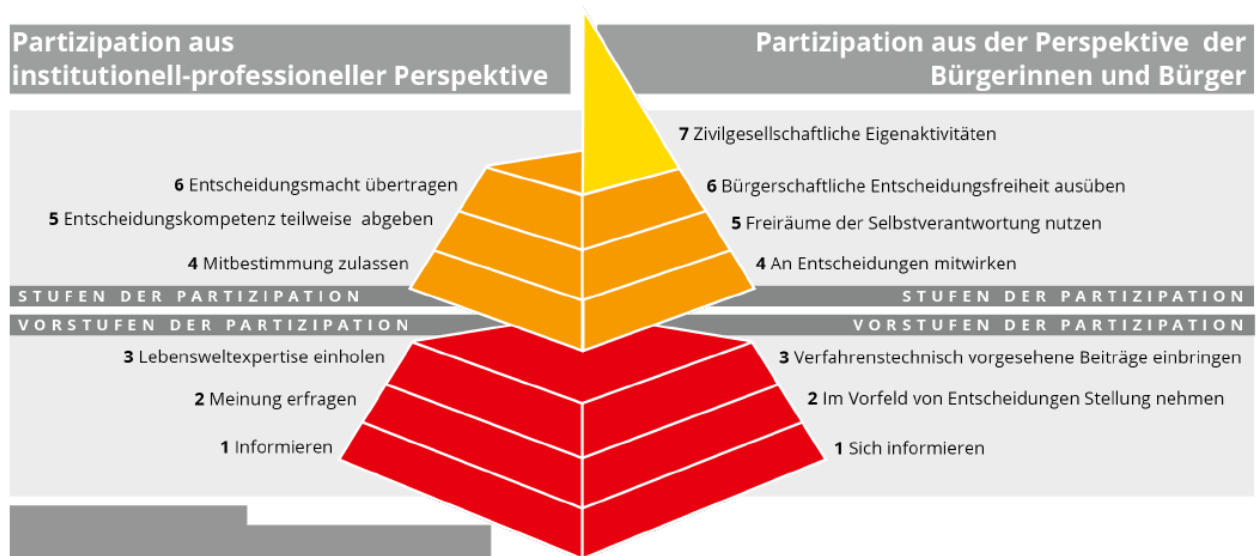 Partizipation aus
institutionell-professioneller Perspektive
Partizipation aus der Perspektive der
Bürgerinnen und Bürger
7 Zivilgesellschaftliche Eigenaktivitäten
6 Entscheidungsmacht übertragen
6 Bürgerschaftliche Entscheidungsfreiheit ausüben
5 Entscheidungskompetenz teilweise abgeben
5 Freiräume der Selbstverantwortung nutzen
4 Mitbestimmung zulassen
4 An Entscheidungen mitwirken
STUFEN DER PARTIZIPATION
STUFEN DER PARTIZIPATION
VORSTUFEN DER PARTIZIPATION
VORSTUFEN DER PARTIZIPATION
3 Lebensweltexpertise einholen
3 Verfahrenstechnisch vorgesehene Beiträge einbringen
2 Meinung erfragen
2 Im Vorfeld von Entscheidungen Stellung nehmen
1 Informieren
1 Sich informieren